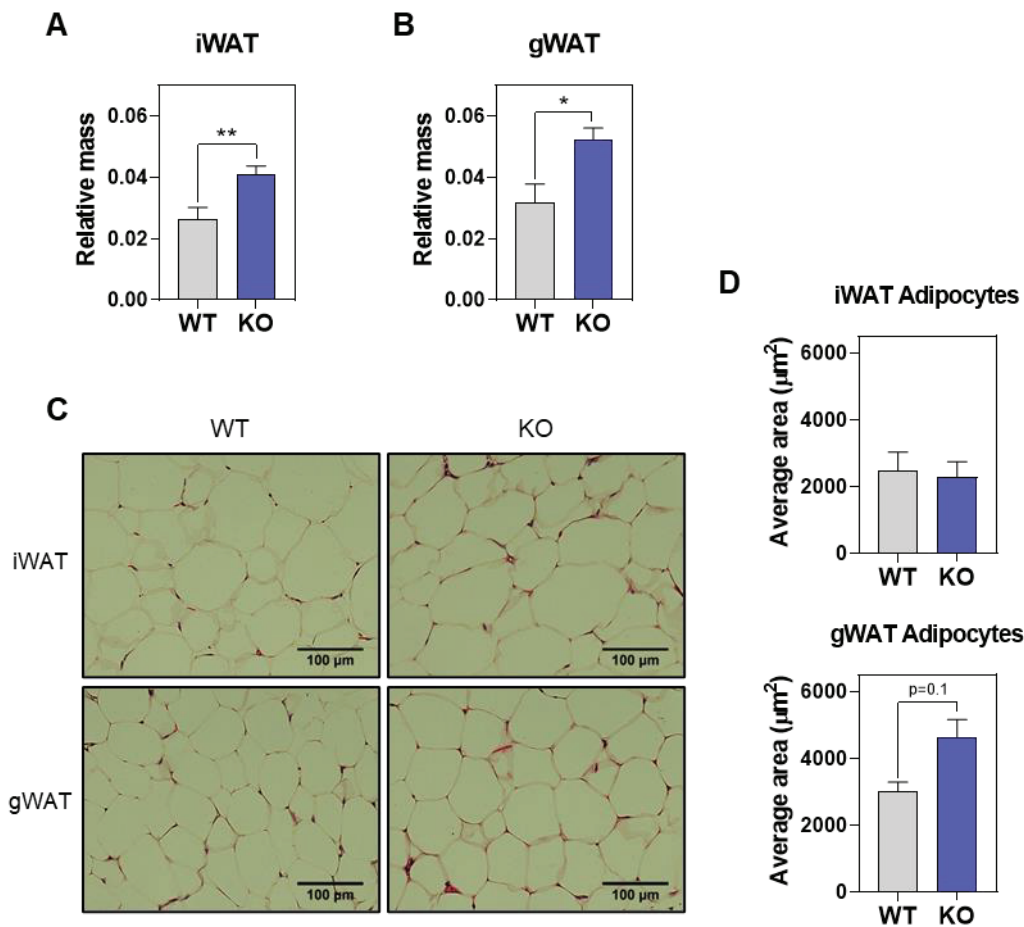 A
iWAT
Relative mass
0.06
0.04
0.02
0.00
**
WT KO
B
gWAT
Relative mass
0.06
0.04
0.02
0.00
*
WT KO
C
WT KO
iWAT
100 µm
100 µm
gWAT
100 µm
100 µm
D
iWAT Adipocytes
Average area (µm²)
6000
4000
2000
0
WT KO
gWAT Adipocytes
Average area (µm²)
6000
4000
2000
0
p=0.1
WT KO